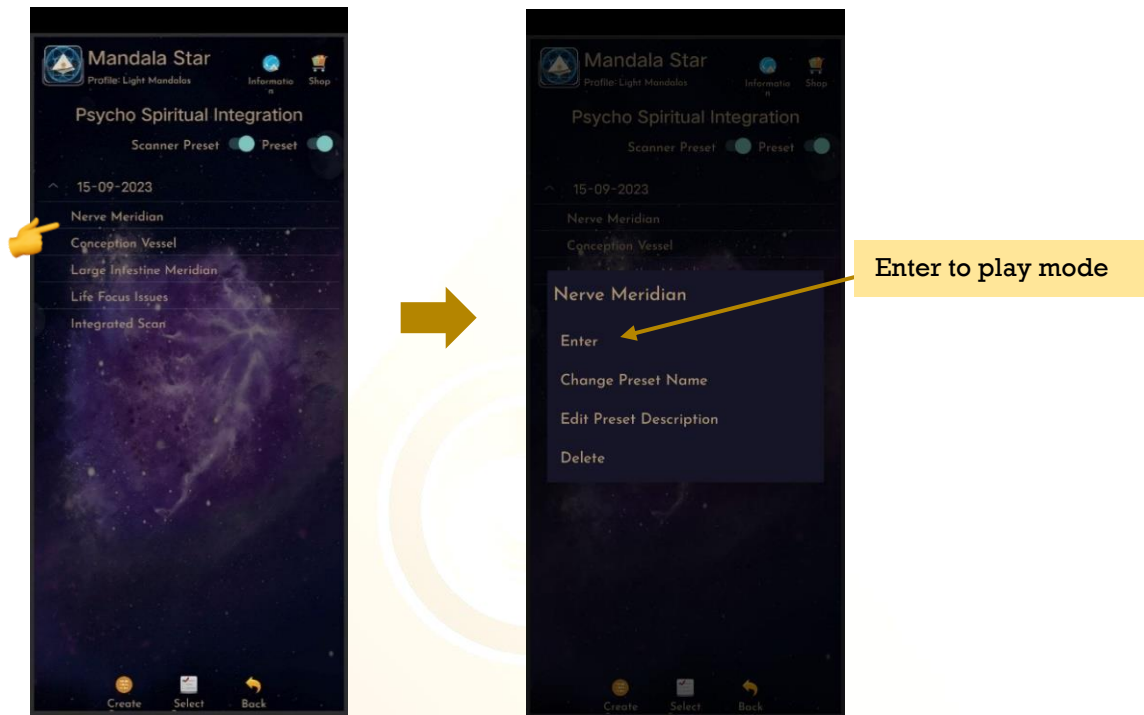 Mandala Star
Profile: Light Mandalas
Informatio
n
Shop
Psycho Spiritual Integration
Scanner Preset
Preset
15-09-2023
Nerve Meridian
Conception Vessel
Large Intestine Meridian
Life Focus Issues
Integrated Scan
Create
Select
Back
Mandala Star
Profile: Light Mandalas
Informatio
n
Shop
Psycho Spiritual Integration
Scanner Preset
Preset
15-09-2023
Nerve Meridian
Conception Vessel
Nerve Meridian
Enter
Change Preset Name
Edit Preset Description
Delete
Create
Select
Back
Enter to play mode